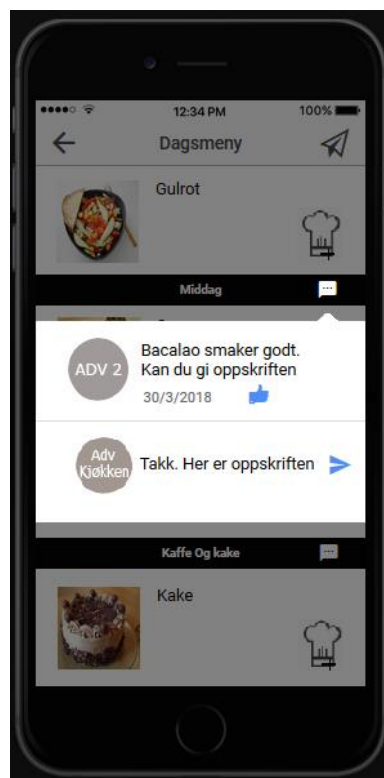 12:34 PM
100%
Dagsmeny
Gulrot
Middag
ADV 2
Bacalao smaker godt.
Kan du gi oppskriften
30/3/2018
Adv
Kjøkken
Takk. Her er oppskriften
Kaffe Og kake
Kake